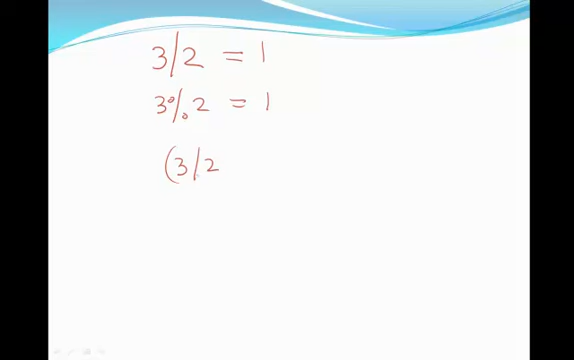 3/2 = 1
3%2 = 1
(3/2